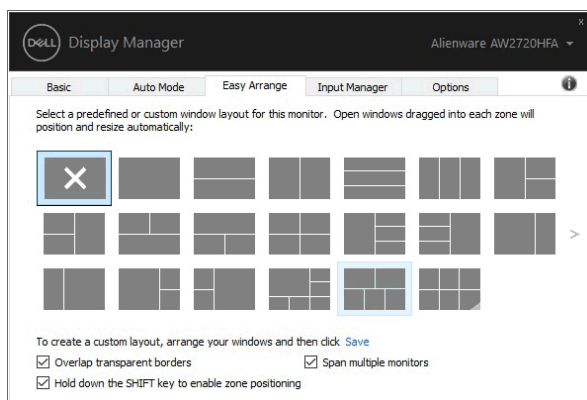 x
DELL Display Manager Alienware AW2720HFA
Basic Auto Mode Easy Arrange Input Manager Options i
Select a predefined or custom window layout for this monitor. Open windows dragged into each zone will
position and resize automatically:
>
To create a custom layout, arrange your windows and then click Save
Overlap transparent borders Span multiple monitors
Hold down the SHIFT key to enable zone positioning